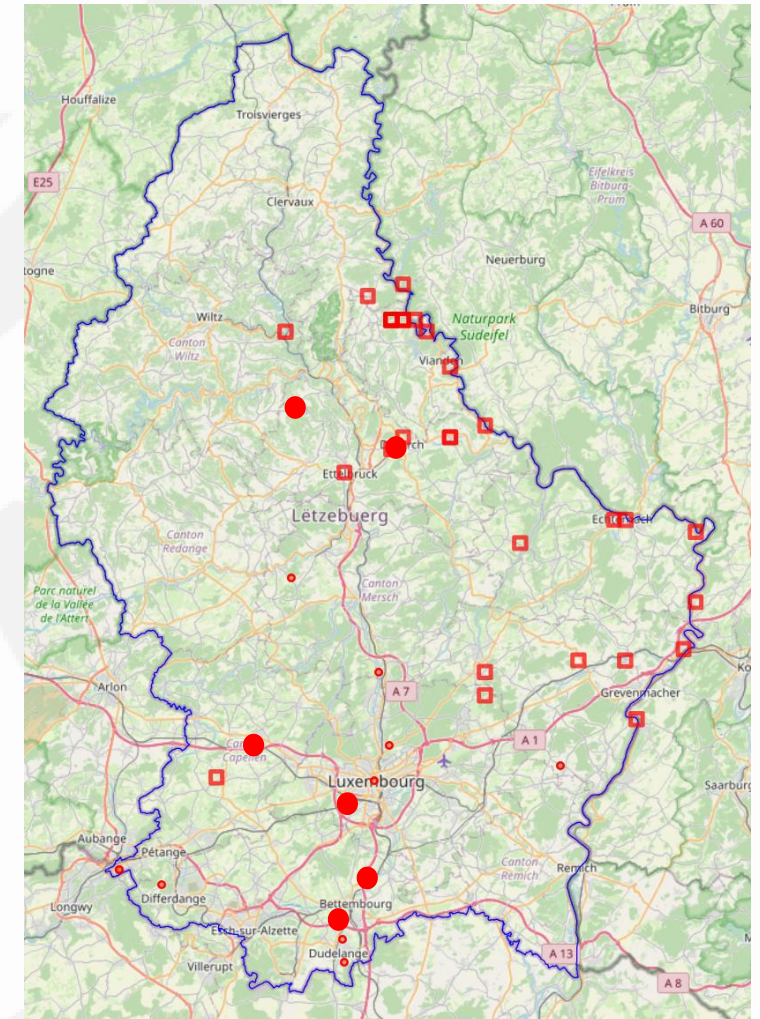 Houffalize
Troisvierges
E25
Eifelkreis
Bitburg-
Prüm
Clervaux
A 60
Neuerburg
togne
Wiltz
Naturpark
Südeifel
Bitburg
Canton
Wiltz
Vianden
Ettelbruck
Lëtzebuerg
Canton
Redange
Canton
Mersch
Parc naturel
de la Vallée
de l'Attert
Arlon
A 7
Grevenmacher
A 1
Luxembourg
Saarburg
Aubange
Pétange
Canton
Remich
Remich
Differdange
Longwy
Bettembourg
Esch-sur-Alzette
Dudelange
A 13
Villerupt
A 8